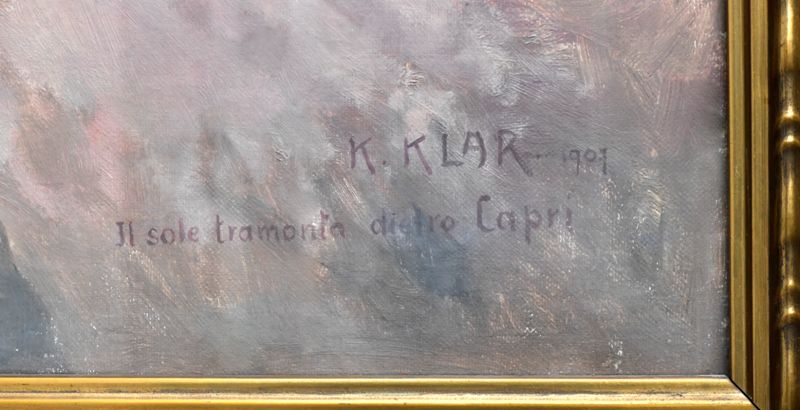 K. KLAR 1907
Il sole tramonta dietro Capri